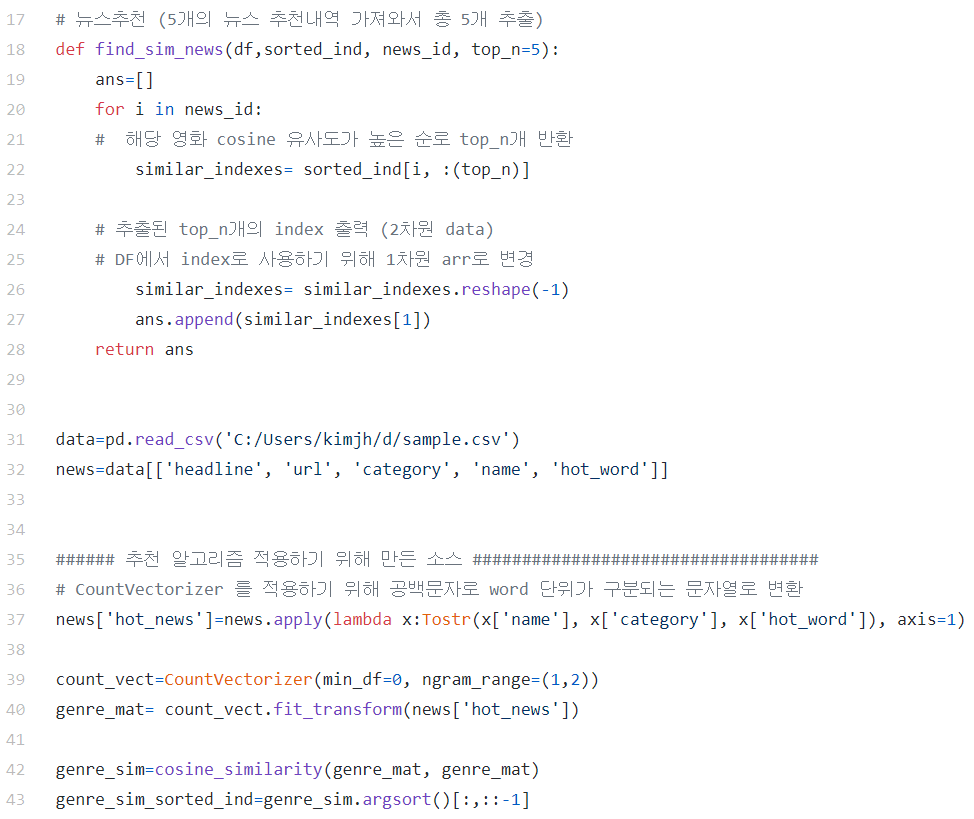 17 # 뉴스추천 (5개의 뉴스 추천내역 가져와서 총 5개 추출)
18 def find_sim_news(df,sorted_ind, news_id, top_n=5):
19     ans=[]
20     for i in news_id:
21     #  해당 영화 cosine 유사도가 높은 순로 top_n개 반환
22         similar_indexes= sorted_ind[i, :(top_n)]
23
24     # 추출된 top_n개의 index 출력 (2차원 data)
25     # DF에서 index로 사용하기 위해 1차원 arr로 변경
26         similar_indexes= similar_indexes.reshape(-1)
27         ans.append(similar_indexes[1])
28     return ans
29
30
31 data=pd.read_csv('C:/Users/kimjh/d/sample.csv')
32 news=data[['headline', 'url', 'category', 'name', 'hot_word']]
33
34
35 ###### 추천 알고리즘 적용하기 위해 만든 소스 ###################################
36 # CountVectorizer 를 적용하기 위해 공백문자로 word 단위가 구분되는 문자열로 변환
37 news['hot_news']=news.apply(lambda x:Tostr(x['name'], x['category'], x['hot_word']), axis=1)
38
39 count_vect=CountVectorizer(min_df=0, ngram_range=(1,2))
40 genre_mat= count_vect.fit_transform(news['hot_news'])
41
42 genre_sim=cosine_similarity(genre_mat, genre_mat)
43 genre_sim_sorted_ind=genre_sim.argsort()[:,::-1]